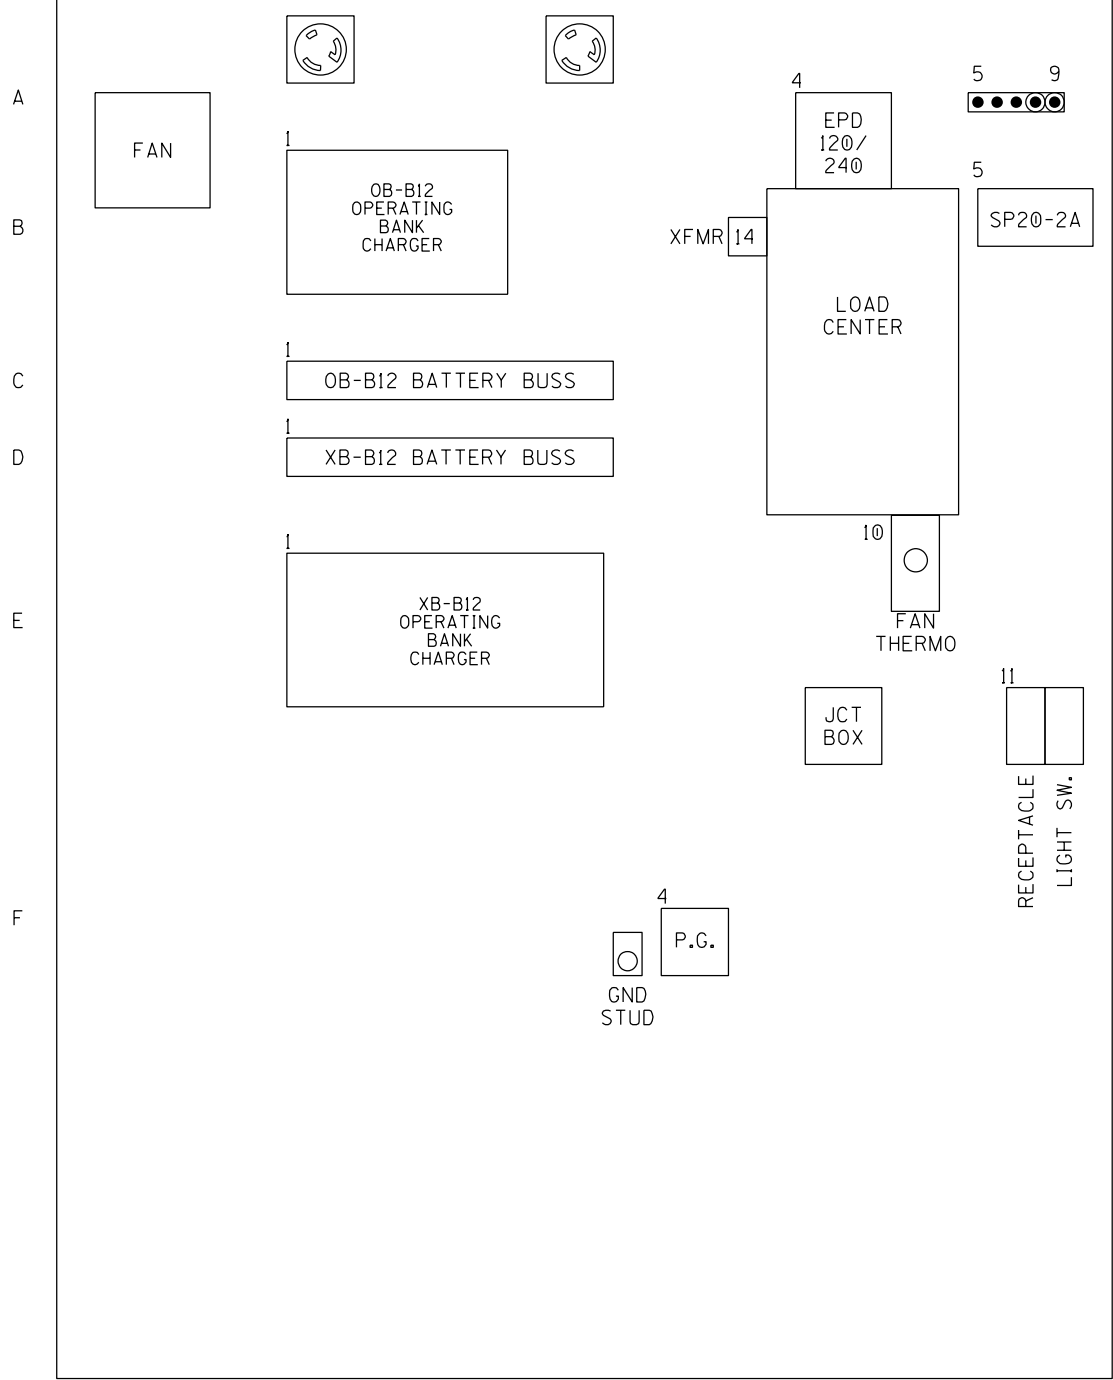 5 9
4
A
EPD
120/
240
FAN
1
5
OB-B12
OPERATING
BANK
CHARGER
SP20-2A
B
XFMR 14
LOAD
CENTER
1
C
OB-B12 BATTERY BUSS
1
D
XB-B12 BATTERY BUSS
10
1
XB-B12
OPERATING
BANK
CHARGER
E
FAN
THERMO
11
JCT
BOX
RECEPTACLE
LIGHT SW.
4
F
P.G.
GND
STUD